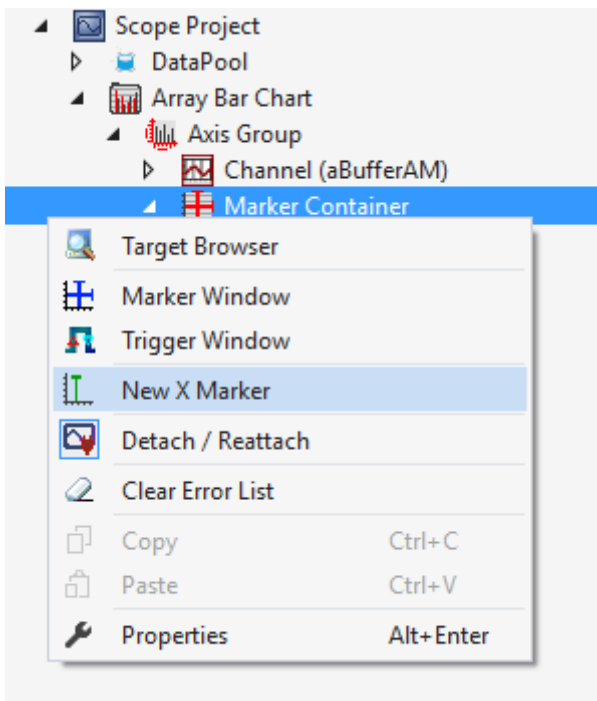 Scope Project
DataPool
Array Bar Chart
Axis Group
Channel (aBufferAM)
Marker Container
Target Browser
Marker Window
Trigger Window
New X Marker
Detach / Reattach
Clear Error List
Copy Ctrl+C
Paste Ctrl+V
Properties Alt+Enter